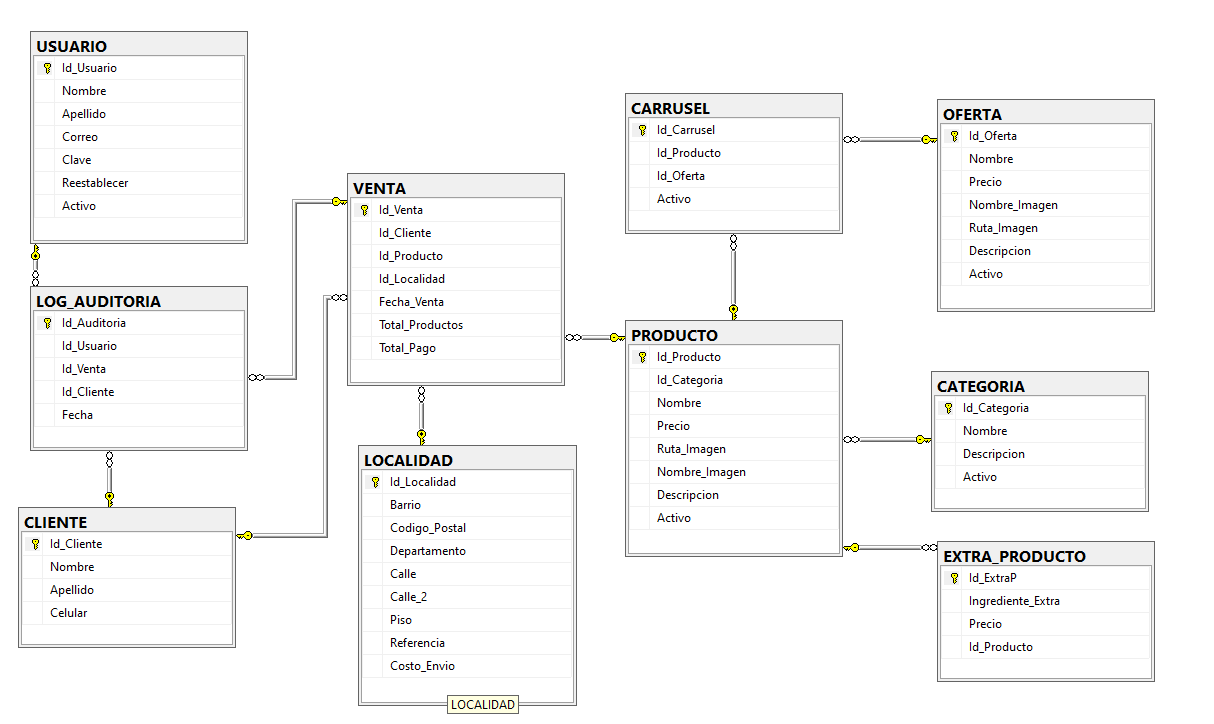 USUARIO
Id_Usuario
Nombre
Apellido
Correo
Clave
Reestablecer
Activo
LOG_AUDITORIA
Id_Auditoria
Id_Usuario
Id_Venta
Id_Cliente
Fecha
CLIENTE
Id_Cliente
Nombre
Apellido
Celular
VENTA
Id_Venta
Id_Cliente
Id_Producto
Id_Localidad
Fecha_Venta
Total_Productos
Total_Pago
LOCALIDAD
Id_Localidad
Barrio
Codigo_Postal
Departamento
Calle
Calle_2
Piso
Referencia
Costo_Envio
LOCALIDAD
CARRUSEL
Id_Carrusel
Id_Producto
Id_Oferta
Activo
PRODUCTO
Id_Producto
Id_Categoria
Nombre
Precio
Ruta_Imagen
Nombre_Imagen
Descripcion
Activo
OFERTA
Id_Oferta
Nombre
Precio
Nombre_Imagen
Ruta_Imagen
Descripcion
Activo
CATEGORIA
Id_Categoria
Nombre
Descripcion
Activo
EXTRA_PRODUCTO
Id_ExtraP
Ingrediente_Extra
Precio
Id_Producto